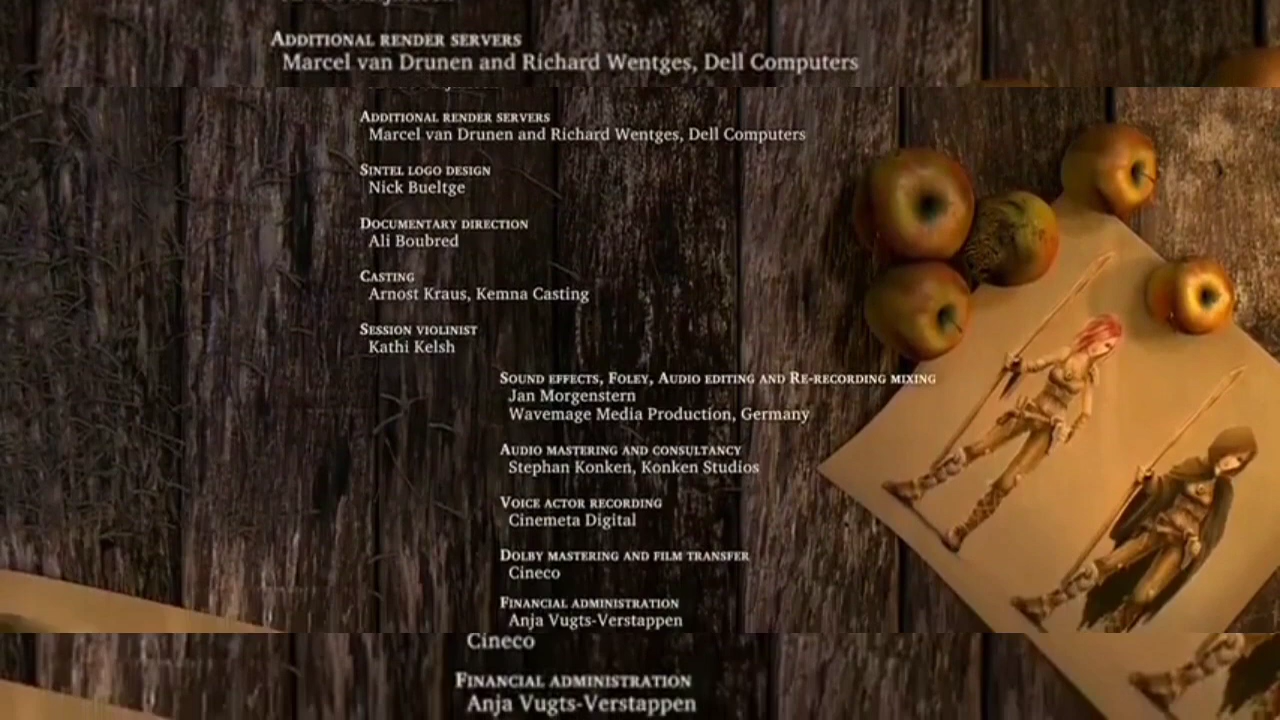 Additional render servers
Marcel van Drunen and Richard Wentges, Dell Computers
Additional render servers
Marcel van Drunen and Richard Wentges, Dell Computers
Sintel logo design
Nick Bueltge
Documentary direction
Ali Boubred
Casting
Arnost Kraus, Kemna Casting
Session violinist
Kathi Kelsh
Sound effects, Foley, Audio editing and Re-recording mixing
Jan Morgenstern
Wavemage Media Production, Germany
Audio mastering and consultancy
Stephan Konken, Konken Studios
Voice actor recording
Cinemeta Digital
Dolby mastering and film transfer
Cineco
Financial administration
Anja Vugts-Verstappen
Cineco
Financial administration
Anja Vugts-Verstappen